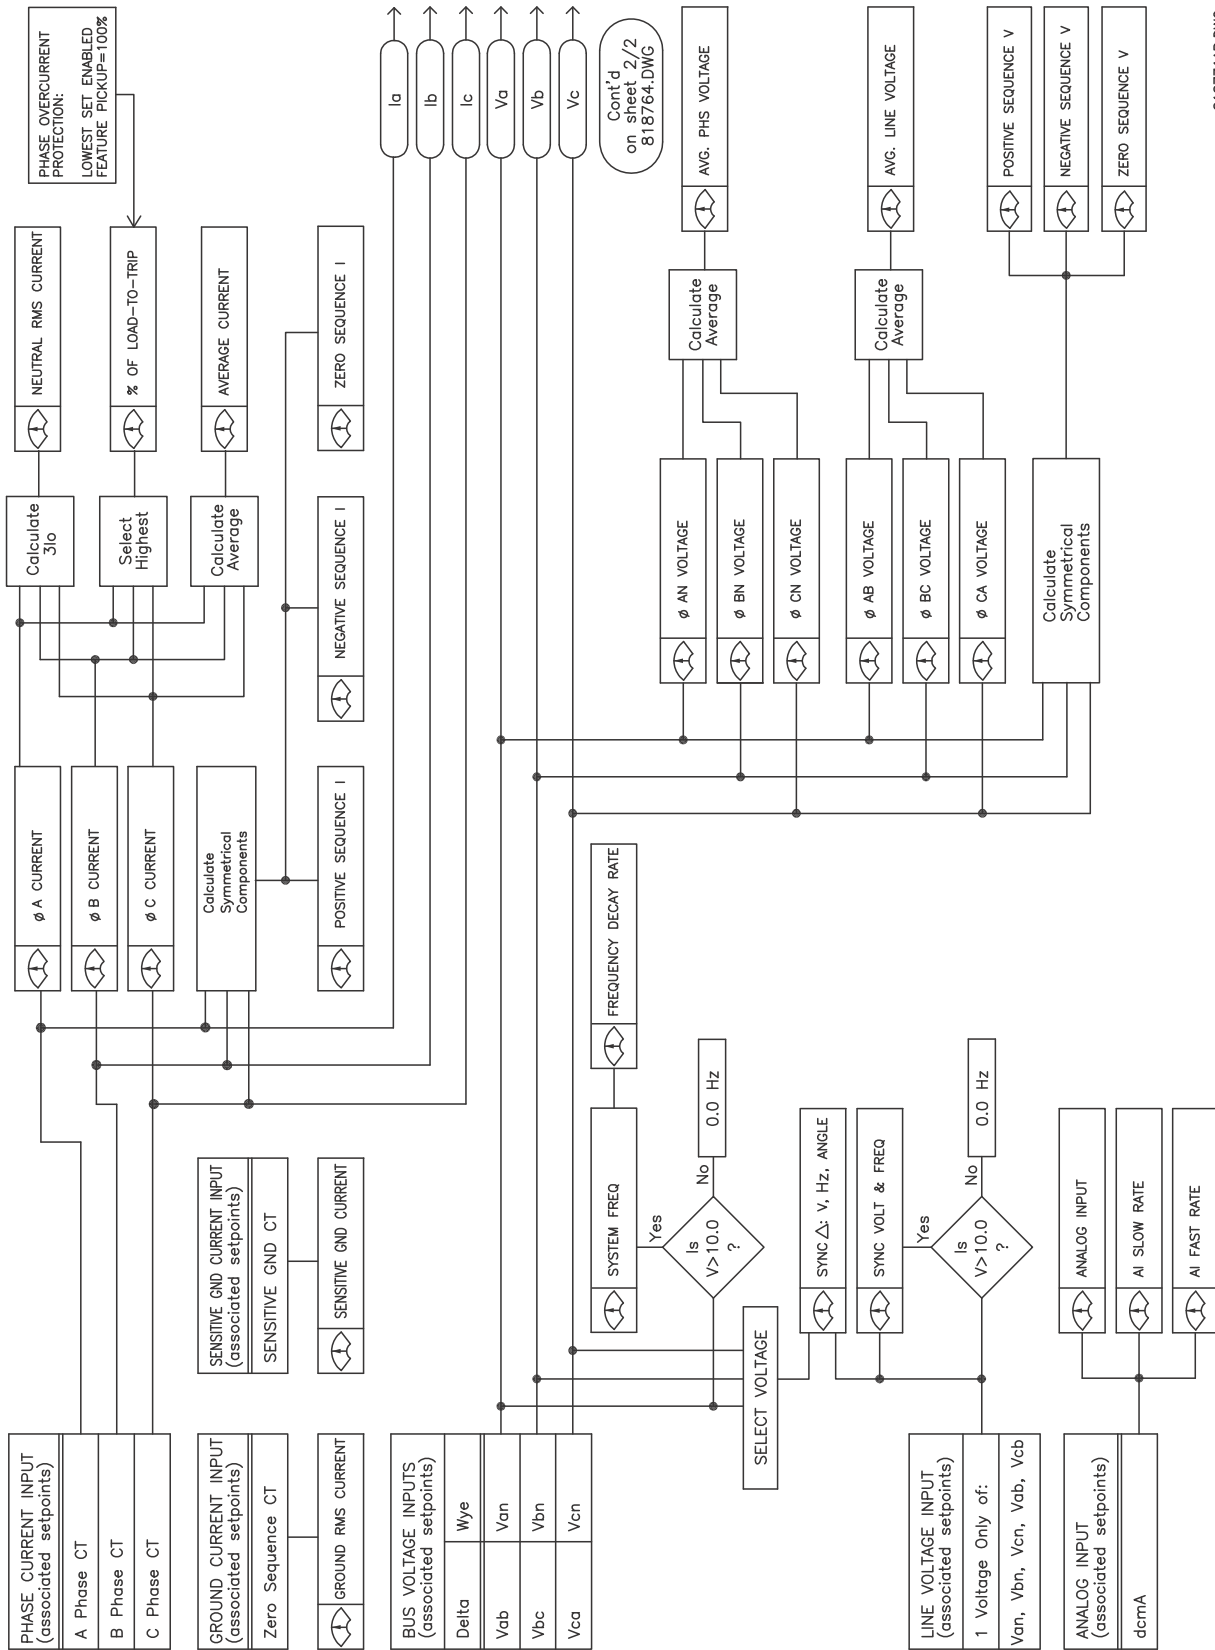 PHASE CURRENT INPUT
(associated setpoints)
A Phase CT
B Phase CT
C Phase CT
GROUND CURRENT INPUT
(associated setpoints)
Zero Sequence CT
GROUND RMS CURRENT
SENSITIVE GND CURRENT INPUT
(associated setpoints)
SENSITIVE GND CT
SENSITIVE GND CURRENT
BUS VOLTAGE INPUTS
(associated setpoints)
Delta
Wye
Vab
Van
Vbc
Vbn
Vca
Vcn
LINE VOLTAGE INPUT
(associated setpoints)
1 Voltage Only of:
Van, Vbn, Vcn, Vab, Vcb
ANALOG INPUT
(associated setpoints)
dcmA
ø A CURRENT
ø B CURRENT
ø C CURRENT
Calculate
Symmetrical
Components
POSITIVE SEQUENCE I
NEGATIVE SEQUENCE I
ZERO SEQUENCE I
Calculate
3Io
Select
Highest
Calculate
Average
NEUTRAL RMS CURRENT
% OF LOAD-TO-TRIP
AVERAGE CURRENT
PHASE OVERCURRENT
PROTECTION:
LOWEST SET ENABLED
FEATURE PICKUP=100%
Ia
Ib
Ic
Va
Vb
Vc
Cont'd
on sheet 2/2
818764.DWG
SELECT VOLTAGE
SYSTEM FREQ
FREQUENCY DECAY RATE
Yes
Is
V>10.0
?
No
0.0 Hz
SYNC △: V, Hz, ANGLE
SYNC VOLT & FREQ
Yes
Is
V>10.0
?
No
0.0 Hz
ANALOG INPUT
AI SLOW RATE
AI FAST RATE
ø AN VOLTAGE
ø BN VOLTAGE
ø CN VOLTAGE
Calculate
Average
AVG. PHS VOLTAGE
ø AB VOLTAGE
ø BC VOLTAGE
ø CA VOLTAGE
Calculate
Average
AVG. LINE VOLTAGE
Calculate
Symmetrical
Components
POSITIVE SEQUENCE V
NEGATIVE SEQUENCE V
ZERO SEQUENCE V